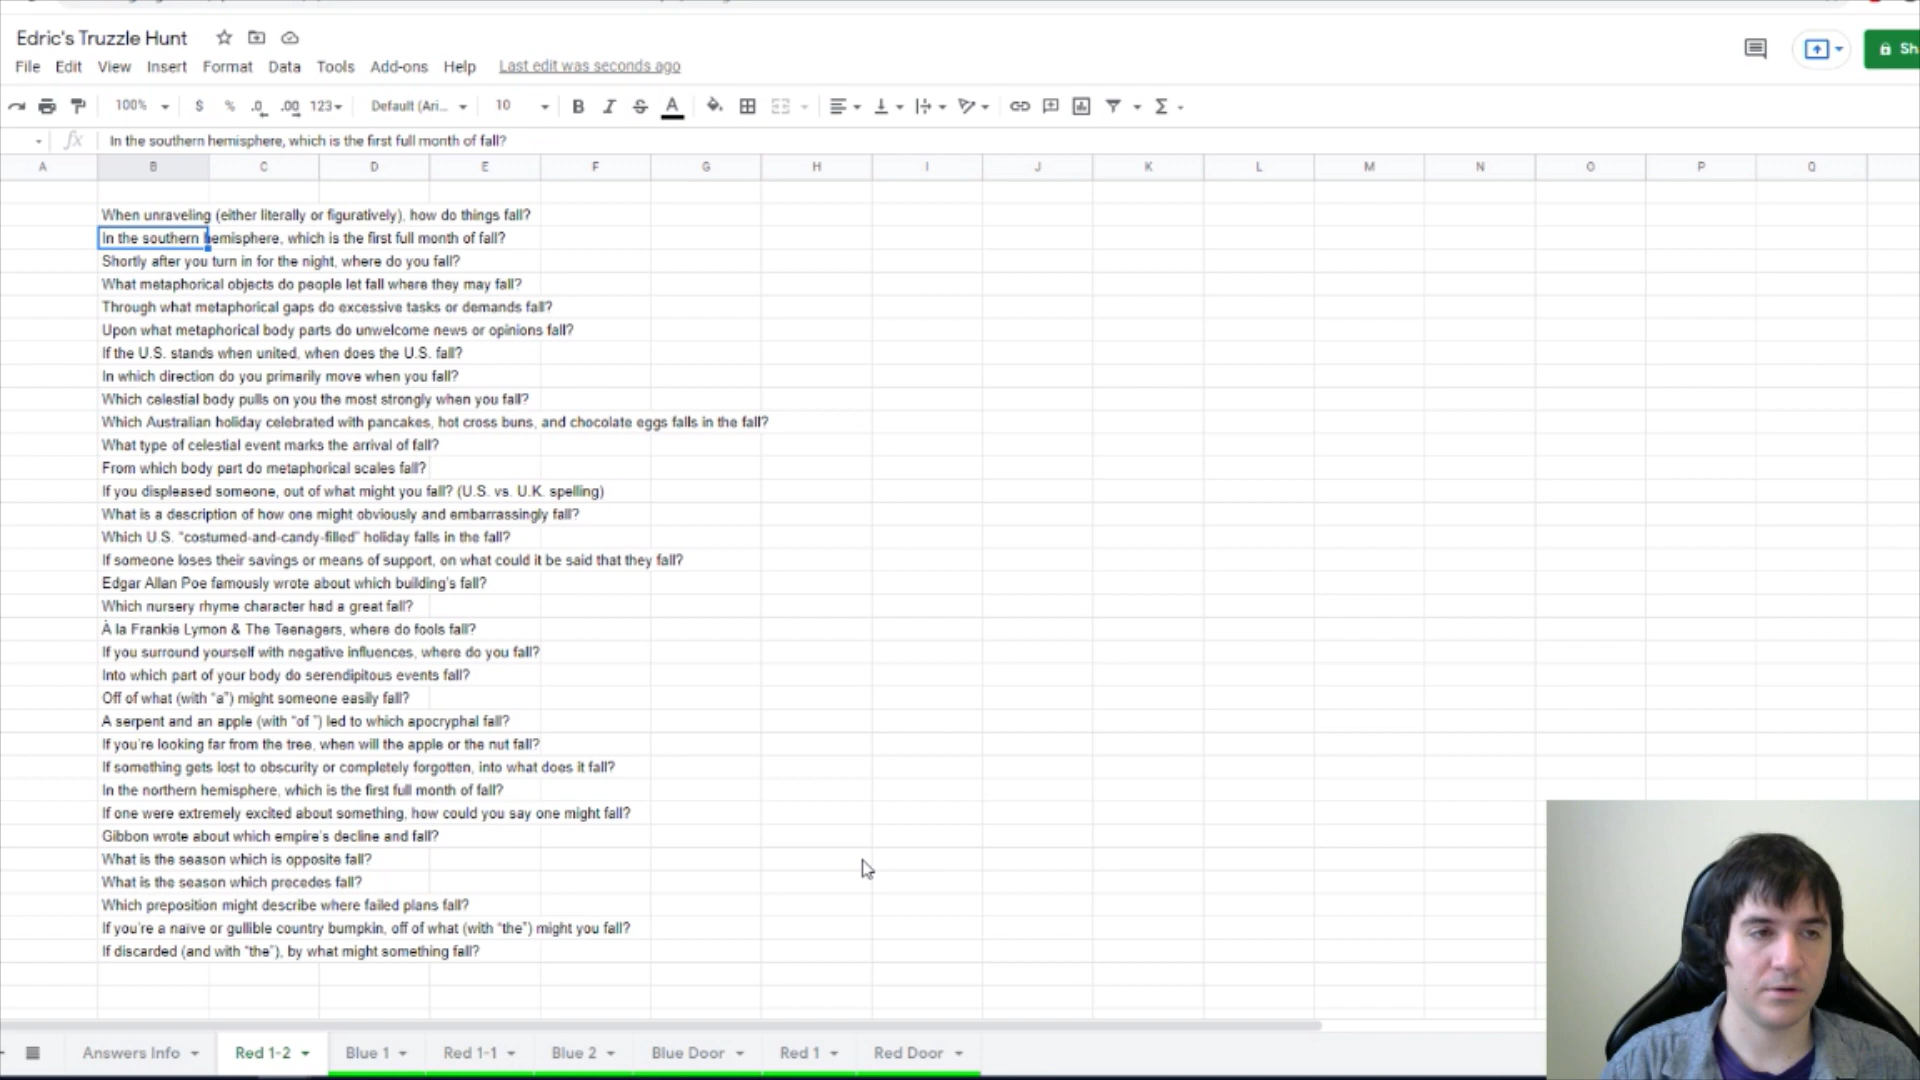 Edric's Truzzle Hunt
File Edit View Insert Format Data Tools Add-ons Help Last edit was seconds ago
100% $ % .0 .00 123 Default (Ari... 10 B I S A
Sh
fx In the southern hemisphere, which is the first full month of fall?
A B C D E F G H I J K L M N O P Q
When unraveling (either literally or figuratively), how do things fall?
In the southern hemisphere, which is the first full month of fall?
Shortly after you turn in for the night, where do you fall?
What metaphorical objects do people let fall where they may fall?
Through what metaphorical gaps do excessive tasks or demands fall?
Upon what metaphorical body parts do unwelcome news or opinions fall?
If the U.S. stands when united, when does the U.S. fall?
In which direction do you primarily move when you fall?
Which celestial body pulls on you the most strongly when you fall?
Which Australian holiday celebrated with pancakes, hot cross buns, and chocolate eggs falls in the fall?
What type of celestial event marks the arrival of fall?
From which body part do metaphorical scales fall?
If you displeased someone, out of what might you fall? (U.S. vs. U.K. spelling)
What is a description of how one might obviously and embarrassingly fall?
Which U.S. “costumed-and-candy-filled” holiday falls in the fall?
If someone loses their savings or means of support, on what could it be said that they fall?
Edgar Allan Poe famously wrote about which building's fall?
Which nursery rhyme character had a great fall?
À la Frankie Lymon & The Teenagers, where do fools fall?
If you surround yourself with negative influences, where do you fall?
Into which part of your body do serendipitous events fall?
Off of what (with “a”) might someone easily fall?
A serpent and an apple (with “of ”) led to which apocryphal fall?
If you're looking far from the tree, when will the apple or the nut fall?
If something gets lost to obscurity or completely forgotten, into what does it fall?
In the northern hemisphere, which is the first full month of fall?
If one were extremely excited about something, how could you say one might fall?
Gibbon wrote about which empire's decline and fall?
What is the season which is opposite fall?
What is the season which precedes fall?
Which preposition might describe where failed plans fall?
If you're a naïve or gullible country bumpkin, off of what (with “the”) might you fall?
If discarded (and with “the”), by what might something fall?
Answers Info Red 1-2 Blue 1 Red 1-1 Blue 2 Blue Door Red 1 Red Door